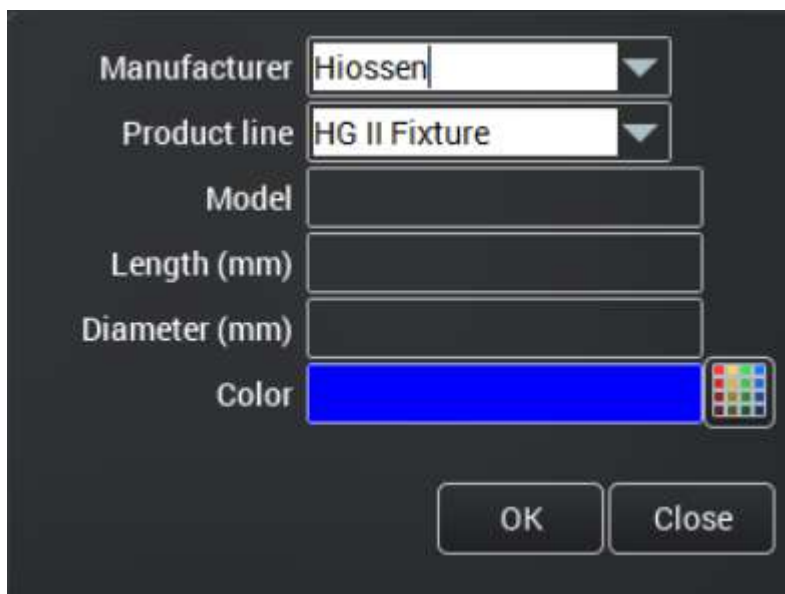 Manufacturer Hiossen
Product line HG II Fixture
Model
Length (mm)
Diameter (mm)
Color
OK Close